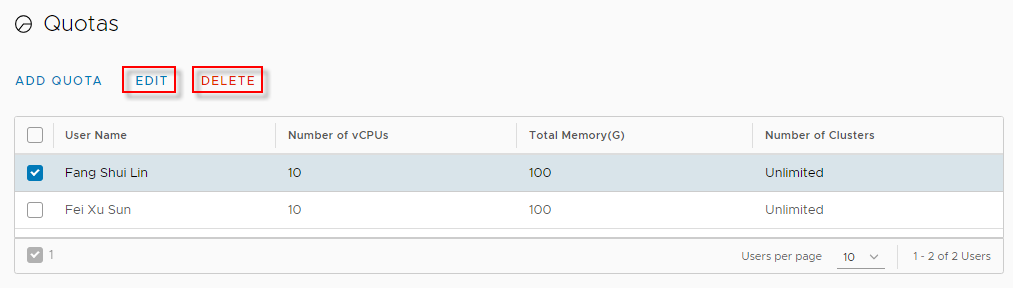 Quotas
ADD QUOTA EDIT DELETE
User Name Number of vCPUs Total Memory(G) Number of Clusters
Fang Shui Lin 10 100 Unlimited
Fei Xu Sun 10 100 Unlimited
1 Users per page 10 1 - 2 of 2 Users